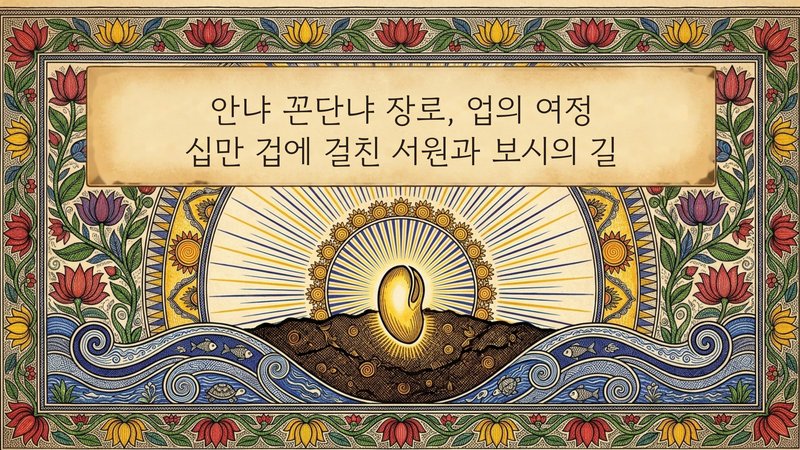 안냐 꼰단냐 장로, 업의 여정
십만 겁에 걸친 서원과 보시의 길